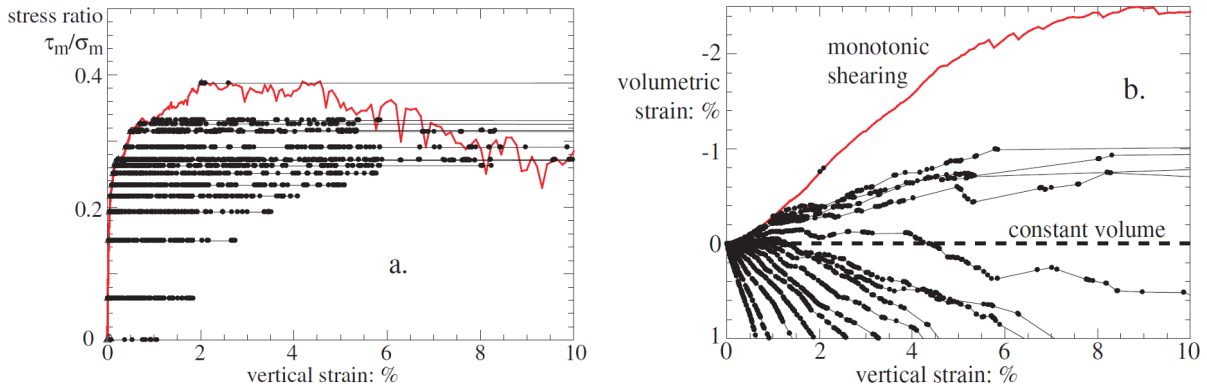 stress ratio
τm/σm
0.4
0.2
0
0 2 4 6 8 10
vertical strain: %
a.
-2
volumetric
strain: %
-1
0
1
monotonic
shearing
b.
constant volume
0 2 4 6 8 10
vertical strain: %